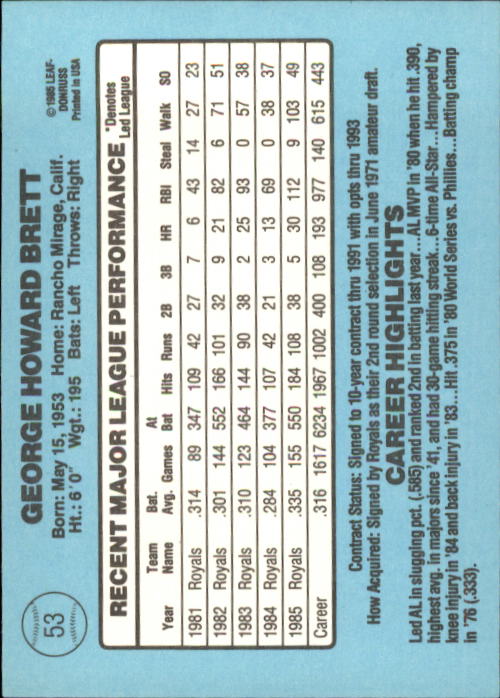 53
GEORGE HOWARD BRETT
© 1985 LEAF-
DONRUSS
Printed in USA
Born: May 15, 1953 Home: Rancho Mirage, Calif.
Ht.: 6'0" Wgt.: 195 Bats: Left Throws: Right
RECENT MAJOR LEAGUE PERFORMANCE
*Denotes
Led League
Year Team Name Bat. Avg. Games At Bat Hits Runs 2B 3B HR RBI Steal Walk SO
1981 Royals .314 89 347 109 42 27 7 6 43 14 27 23
1982 Royals .301 144 552 166 101 32 9 21 82 6 71 51
1983 Royals .310 123 464 144 90 38 2 25 93 0 57 38
1984 Royals .284 104 377 107 42 21 3 13 69 0 38 37
1985 Royals .335 155 550 184 108 38 5 30 112 9 103 49
Career .316 1617 6234 1967 1002 400 108 193 977 140 615 443
Contract Status: Signed to 10-year contract thru 1991 with opts thru 1993
How Acquired: Signed by Royals as their 2nd round selection in June 1971 amateur draft.
CAREER HIGHLIGHTS
Led AL in slugging pct. (.585) and ranked 2nd in batting last year...AL MVP in '80 when he hit .390,
highest avg. in majors since '41, and had 30-game hitting streak...6-time All-Star...Hampered by
knee injury in '84 and back injury in '83...Hit .375 in '80 World Series vs. Phillies...Batting champ
in '76 (.333).